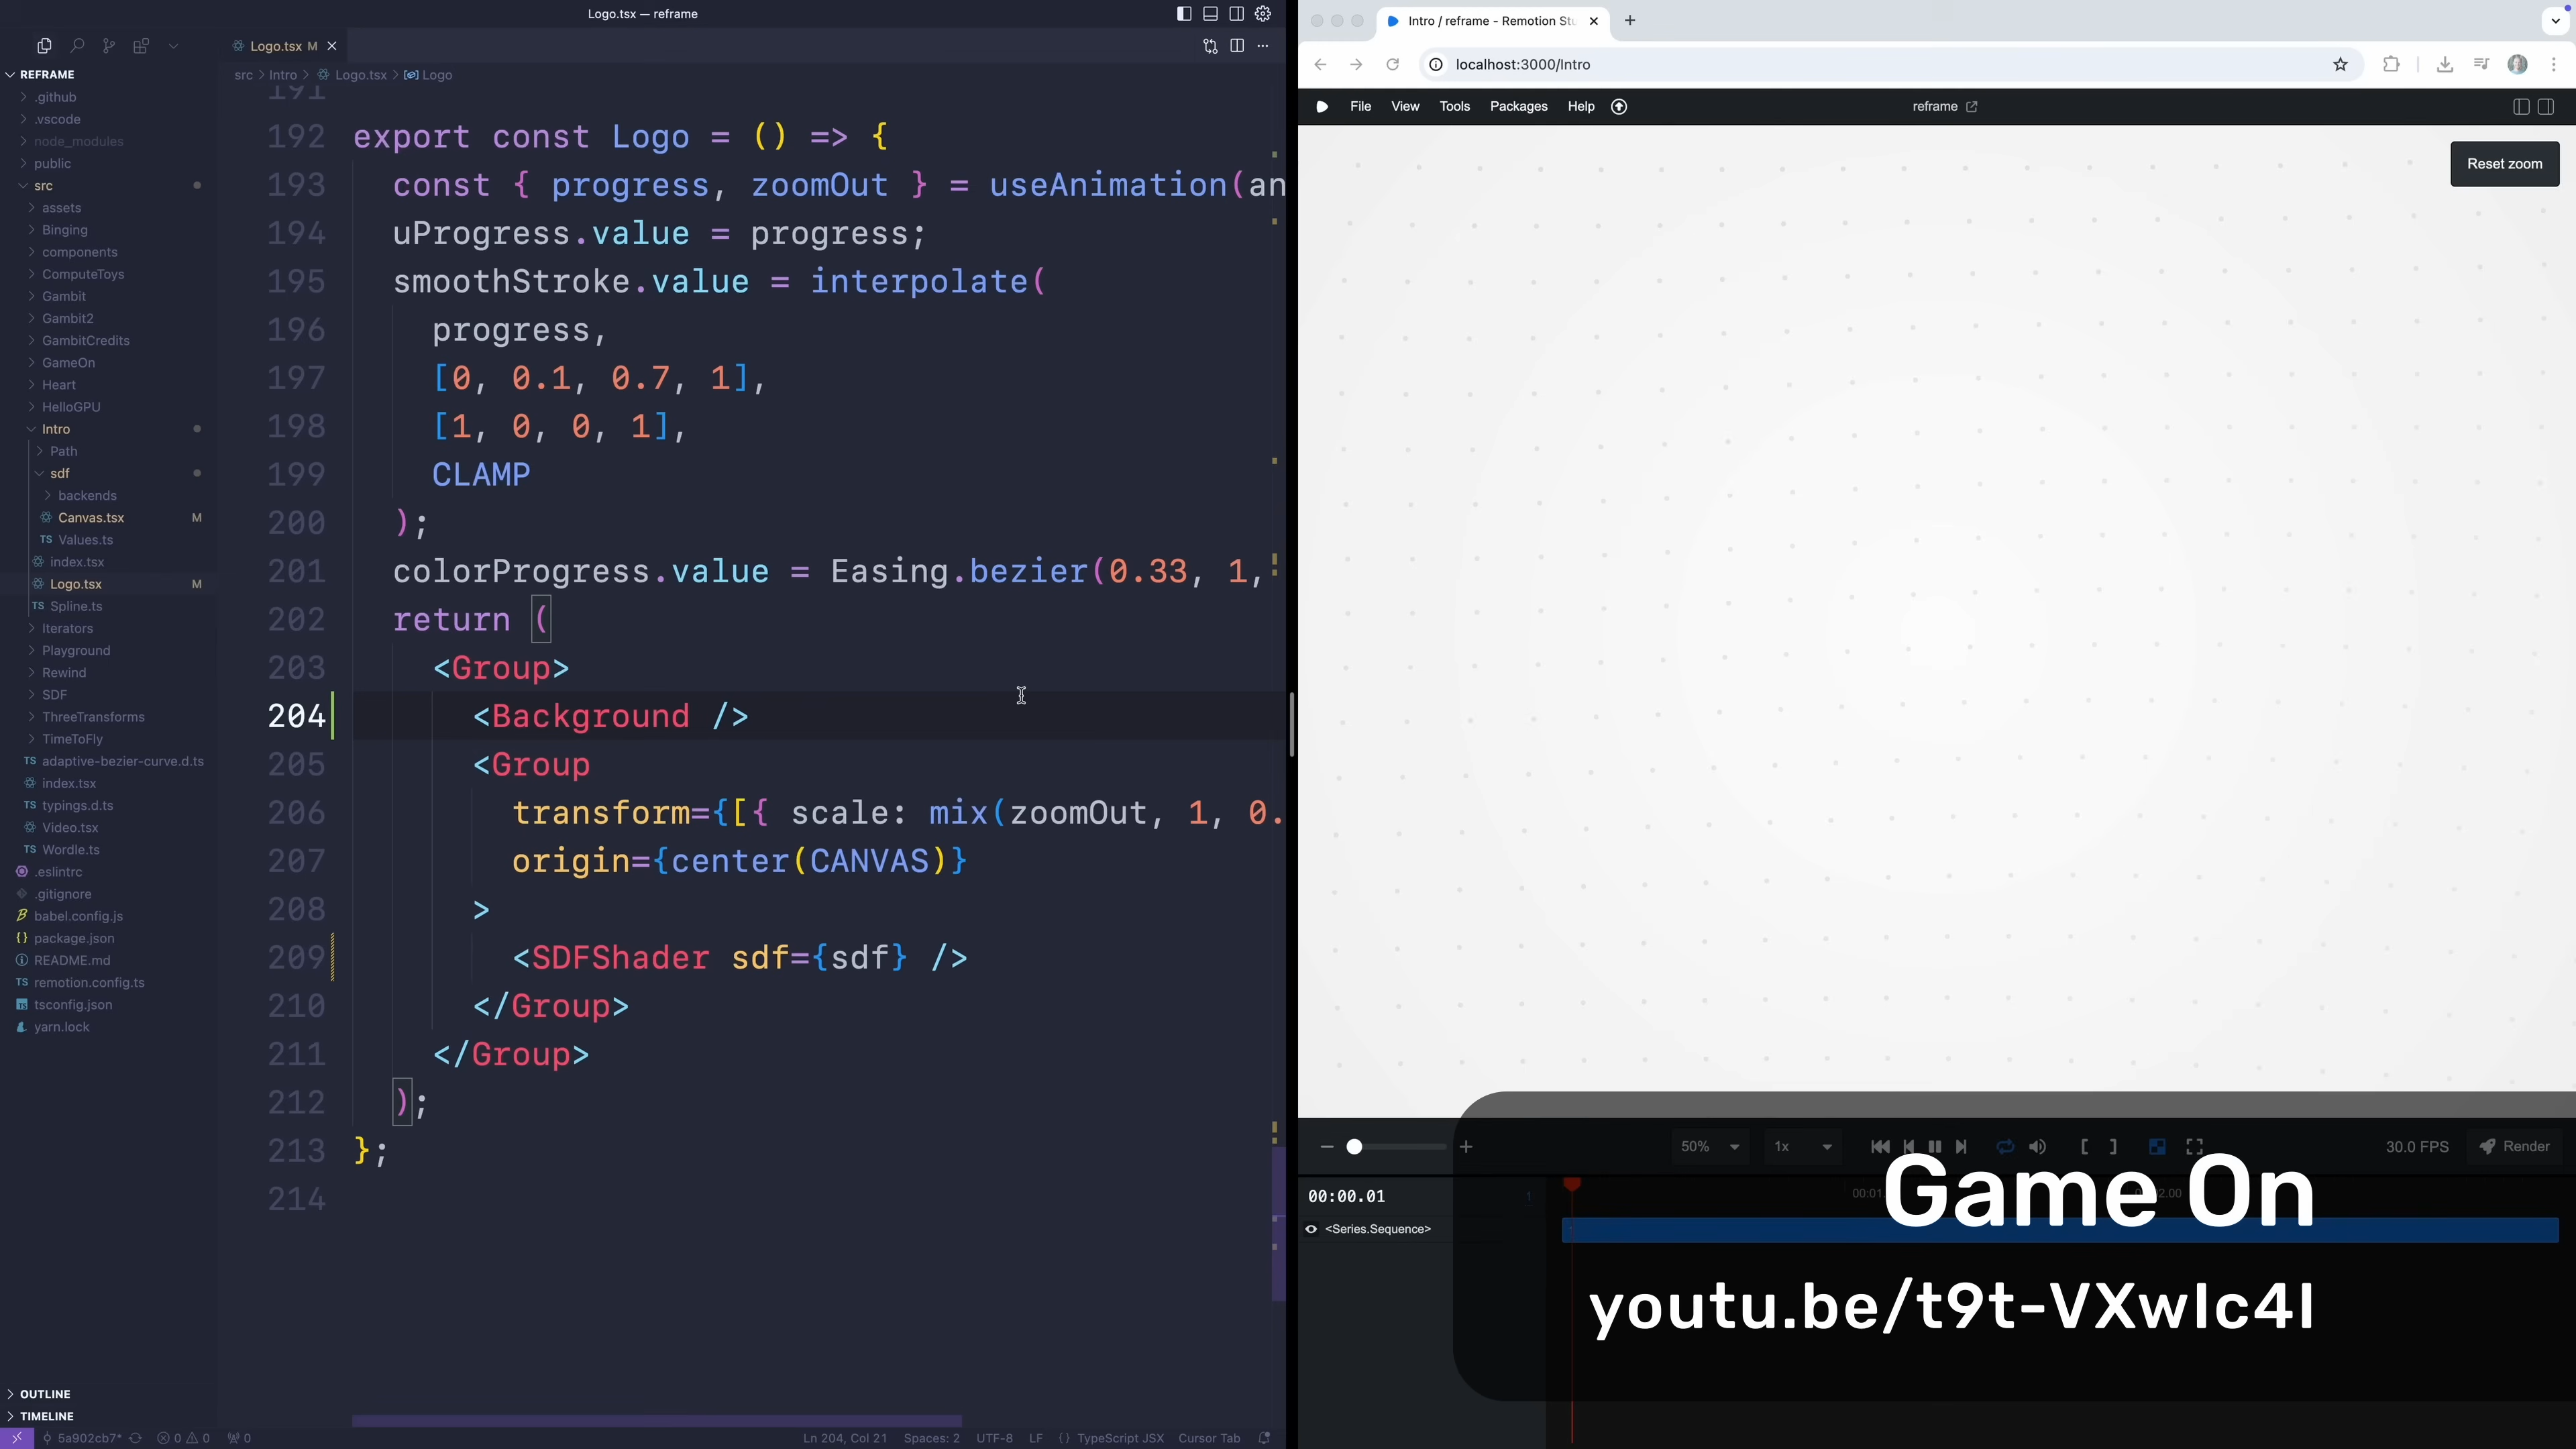 Logo.tsx — reframe
Logo.tsx M
REFRAME
.github
.vscode
node_modules
public
src
assets
Binging
components
ComputeToys
Gambit
Gambit2
GambitCredits
GameOn
Heart
HelloGPU
Intro
Path
sdf
backends
Canvas.tsx M
Values.ts
index.tsx
Logo.tsx M
Spline.ts
Iterators
Playground
Rewind
SDF
ThreeTransforms
TimeToFly
adaptive-bezier-curve.d.ts
index.tsx
typings.d.ts
Video.tsx
Wordle.ts
.eslintrc
.gitignore
babel.config.js
package.json
README.md
remotion.config.ts
tsconfig.json
yarn.lock
OUTLINE
TIMELINE
src > Intro > Logo.tsx > Logo
191
192 export const Logo = () => {
193 const { progress, zoomOut } = useAnimation(an
194 uProgress.value = progress;
195 smoothStroke.value = interpolate(
196 progress,
197 [0, 0.1, 0.7, 1],
198 [1, 0, 0, 1],
199 CLAMP
200 );
201 colorProgress.value = Easing.bezier(0.33, 1,
202 return (
203 <Group>
204 <Background />
205 <Group
206 transform={[{ scale: mix(zoomOut, 1, 0.
207 origin={center(CANVAS)}
208 >
209 <SDFShader sdf={sdf} />
210 </Group>
211 </Group>
212 );
213 };
214
5a902cb7* 0 0 0 Ln 204, Col 21 Spaces: 2 UTF-8 LF {} TypeScript JSX Cursor Tab
Intro / reframe - Remotion Stu
localhost:3000/Intro
File View Tools Packages Help reframe
Reset zoom
50% 1x 30.0 FPS Render
00:00.01 1
<Series.Sequence>
Game On
youtu.be/t9t-VXwIc4I